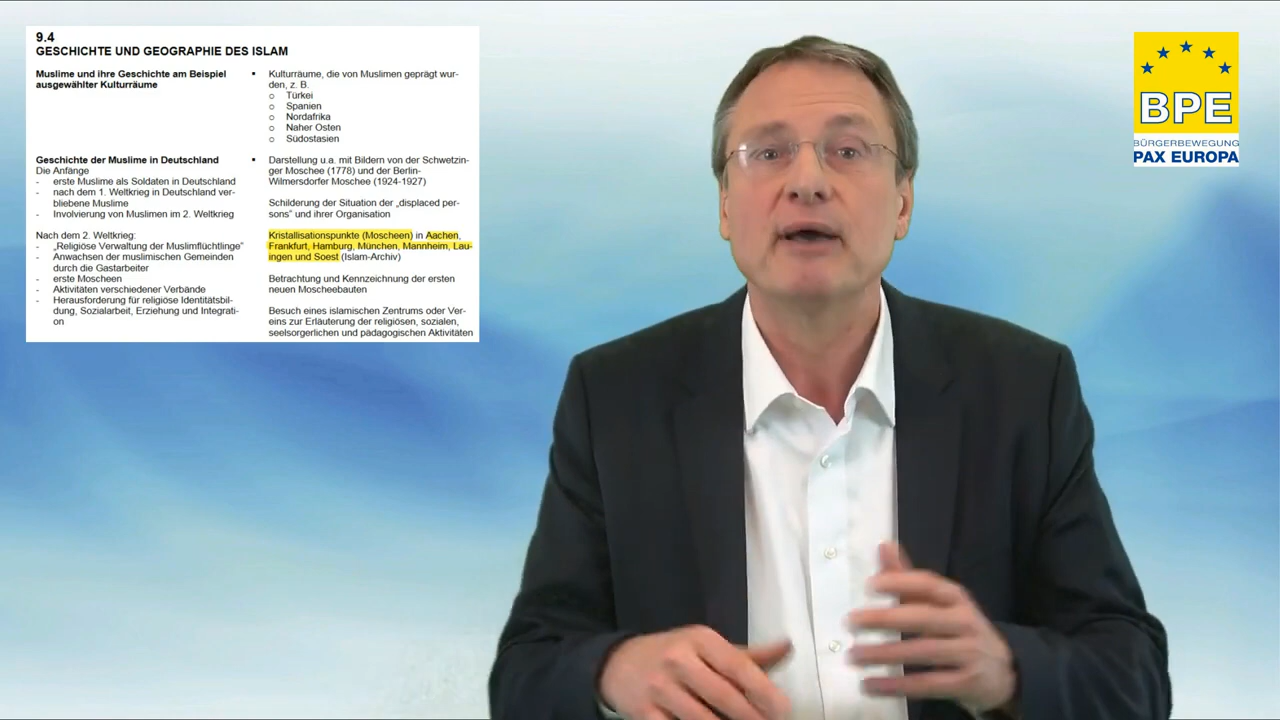 9.4
GESCHICHTE UND GEOGRAPHIE DES ISLAM
Muslime und ihre Geschichte am Beispiel
ausgewählter Kulturräume
▪ Kulturräume, die von Muslimen geprägt wur-
den, z. B.
o Türkei
o Spanien
o Nordafrika
o Naher Osten
o Südostasien
Geschichte der Muslime in Deutschland
Die Anfänge
- erste Muslime als Soldaten in Deutschland
- nach dem 1. Weltkrieg in Deutschland ver-
bliebene Muslime
- Involvierung von Muslimen im 2. Weltkrieg
▪ Darstellung u.a. mit Bildern von der Schwetzin-
ger Moschee (1778) und der Berlin-
Wilmersdorfer Moschee (1924-1927)
Schilderung der Situation der „displaced per-
sons" und ihrer Organisation
Nach dem 2. Weltkrieg:
- „Religiöse Verwaltung der Muslimflüchtlinge"
- Anwachsen der muslimischen Gemeinden
durch die Gastarbeiter
- erste Moscheen
- Aktivitäten verschiedener Verbände
- Herausforderung für religiöse Identitätsbil-
dung, Sozialarbeit, Erziehung und Integrati-
on
Kristallisationspunkte (Moscheen) in Aachen,
Frankfurt, Hamburg, München, Mannheim, Lau-
ingen und Soest (Islam-Archiv)
Betrachtung und Kennzeichnung der ersten
neuen Moscheebauten
Besuch eines islamischen Zentrums oder Ver-
eins zur Erläuterung der religiösen, sozialen,
seelsorgerlichen und pädagogischen Aktivitäten
BPE
BÜRGERBEWEGUNG
PAX EUROPA